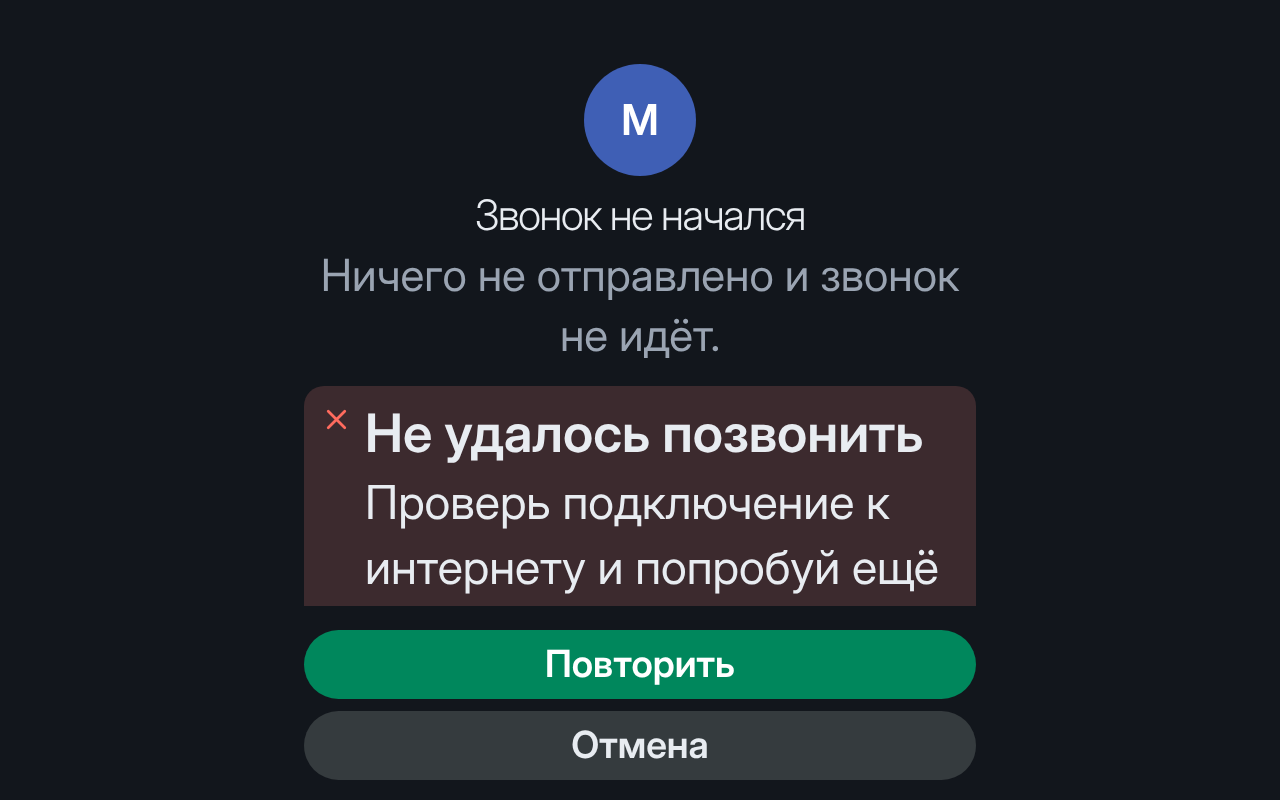 М
Звонок не начался
Ничего не отправлено и звонок
не идёт.
Не удалось позвонить
Проверь подключение к
интернету и попробуй ещё
Повторить
Отмена